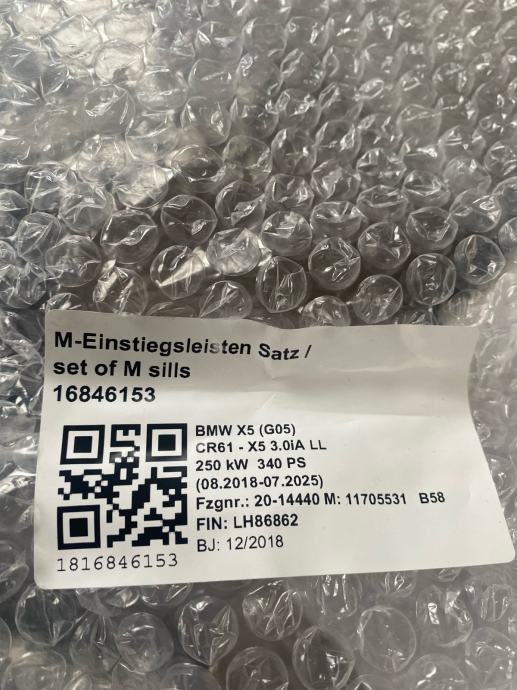 M-Einstiegsleisten Satz /
set of M sills
16846153
BMW X5 (G05)
CR61 - X5 3.0iA LL
250 kW 340 PS
(08.2018-07.2025)
Fzgnr.: 20-14440 M: 11705531 B58
FIN: LH86862
BJ: 12/2018
1816846153